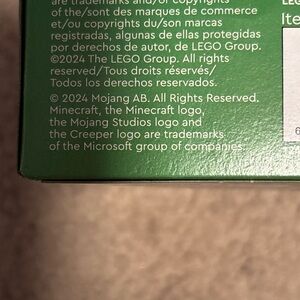 are trademarks and/or copyrights
of the/sont des marques de commerce
et/ou copyrights du/son marcas
registradas, algunas de ellas protegidas
por derechos de autor, de LEGO Group.
©2024 The LEGO Group. All rights
reserved/Tous droits réservés/
Todos los derechos reservados.
© 2024 Mojang AB. All Rights Reserved.
Minecraft, the Minecraft logo,
the Mojang Studios logo and
the Creeper logo are trademarks
of the Microsoft group of companies.
LE
Ite
6